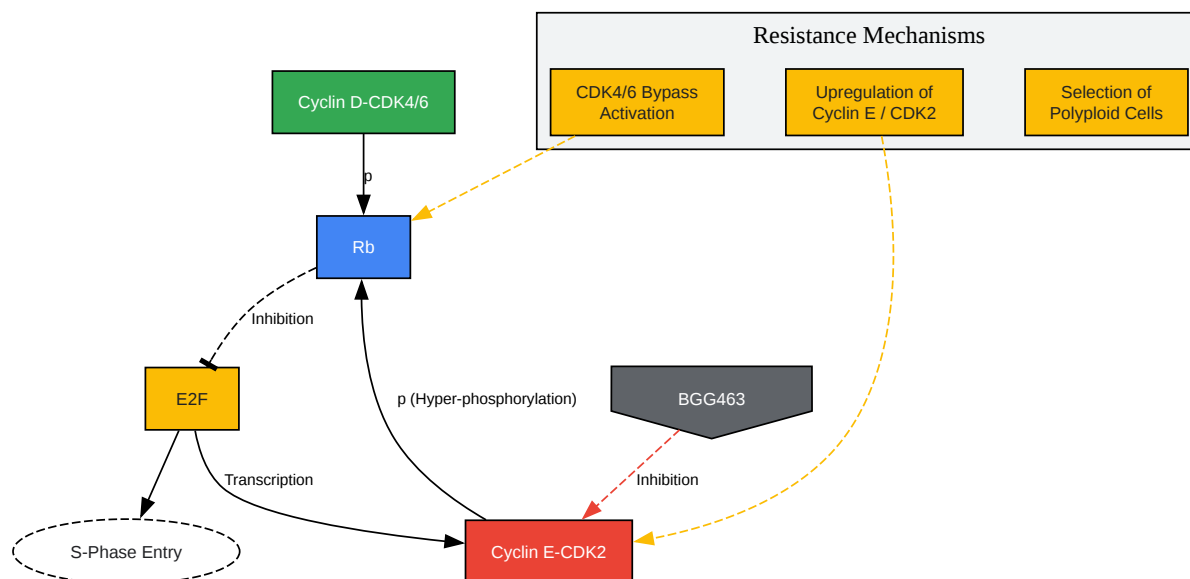 Resistance Mechanisms
Cyclin D-CDK4/6
CDK4/6 Bypass
Activation
Upregulation of
Cyclin E / CDK2
Selection of
Polyploid Cells
p
Rb
Inhibition
E2F
p (Hyper-phosphorylation)
BGG463
Transcription
Inhibition
S-Phase Entry
Cyclin E-CDK2